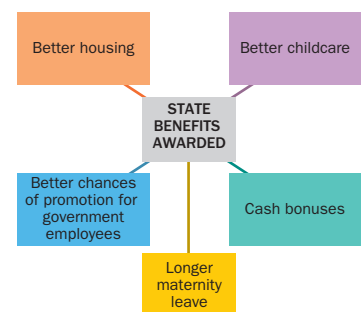 Better housing
Better childcare
STATE
BENEFITS
AWARDED
Better chances
of promotion for
government
employees
Cash bonuses
Longer
maternity
leave